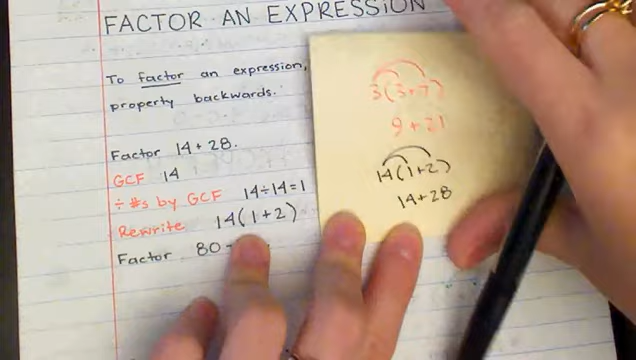 FACTOR AN EXPRESSION
To factor an expression,
property backwards.
Factor 14 + 28.
GCF 14
÷ #s by GCF 14÷14=1
Rewrite 14(1+2)
Factor 80
3(3+7)
9+21
14(1+2)
14+28